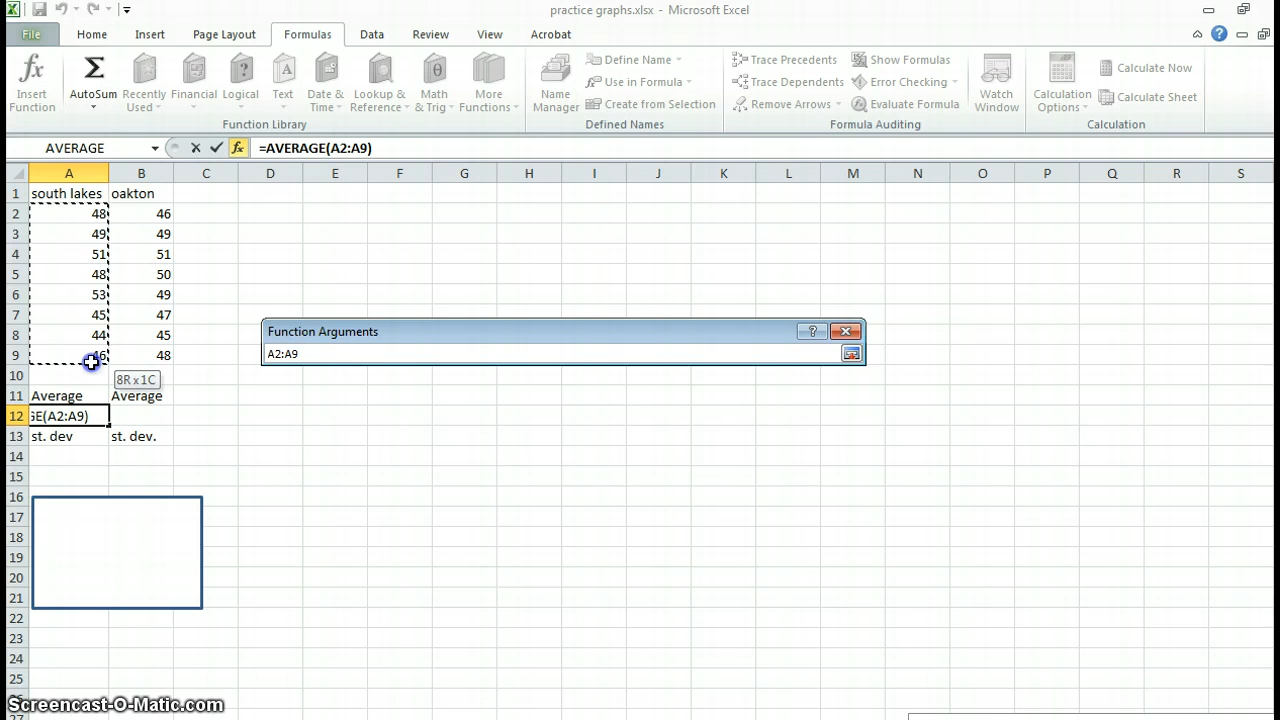 practice graphs.xlsx - Microsoft Excel
File Home Insert Page Layout Formulas Data Review View Acrobat
Insert Function
AutoSum
Recently Used
Financial
Logical
Text
Date & Time
Lookup & Reference
Math & Trig
More Functions
Function Library
Name Manager
Define Name
Use in Formula
Create from Selection
Defined Names
Trace Precedents
Trace Dependents
Remove Arrows
Show Formulas
Error Checking
Evaluate Formula
Formula Auditing
Watch Window
Calculation Options
Calculate Now
Calculate Sheet
Calculation
AVERAGE fx =AVERAGE(A2:A9)
A B C D E F G H I J K L M N O P Q R S
1 south lakes oakton
2 48 46
3 49 49
4 51 51
5 48 50
6 53 49
7 45 47
8 44 45
9 46 48
10
11 Average Average
12 GE(A2:A9)
13 st. dev st. dev.
14
15
16
17
18
19
20
21
22
23
24
25
8R x 1C
Function Arguments
A2:A9
Screencast-O-Matic.com